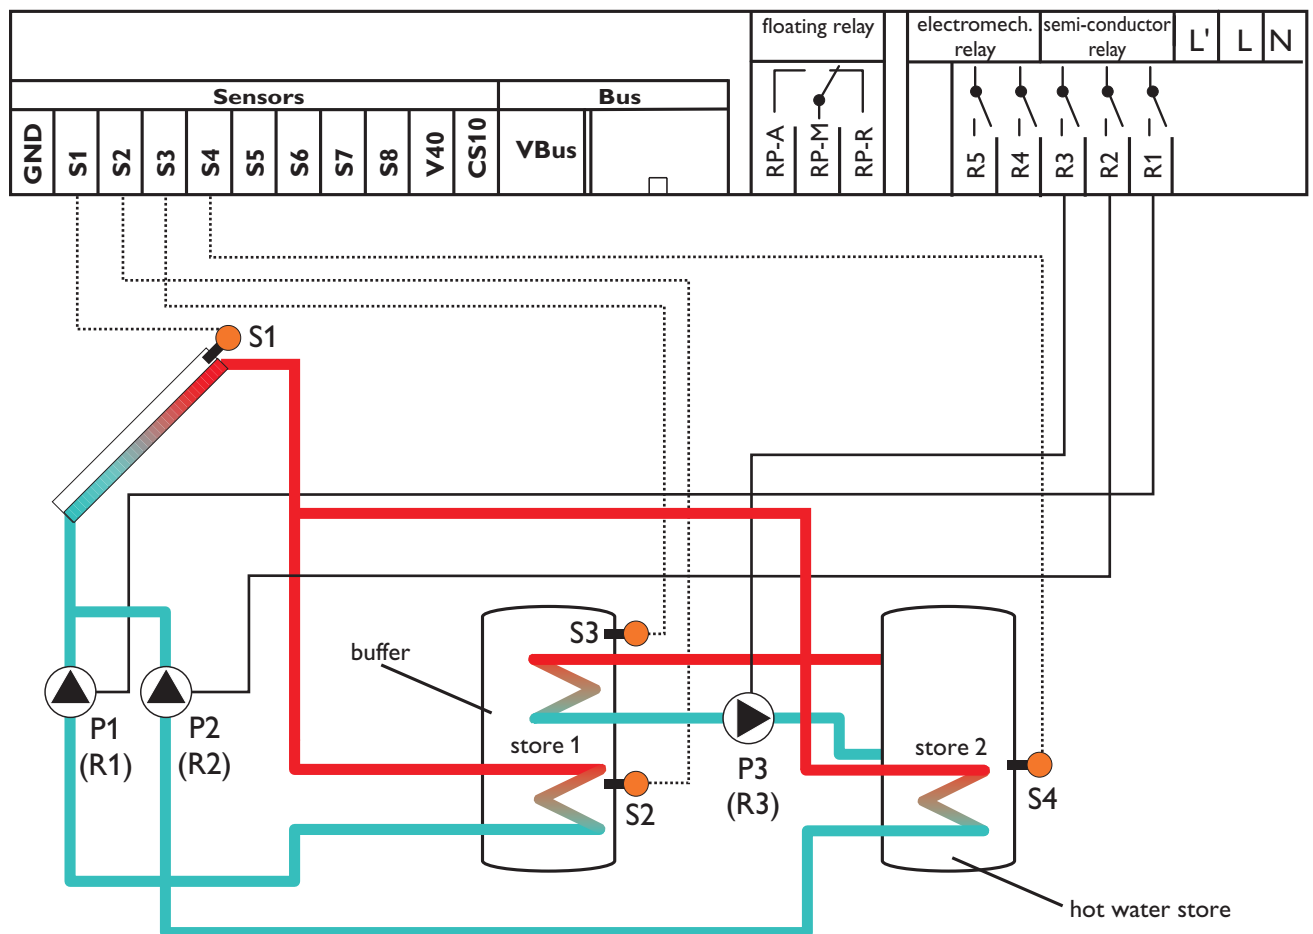 floating relay
electromech.
relay
semi-conductor
relay
L'
L
N
Sensors
Bus
GND
S1
S2
S3
S4
S5
S6
S7
S8
V40
CS10
VBus
RP-A
RP-M
RP-R
R5
R4
R3
R2
R1
S1
S3
buffer
store 1
store 2
P1
(R1)
P2
(R2)
P3
(R3)
S2
S4
hot water store